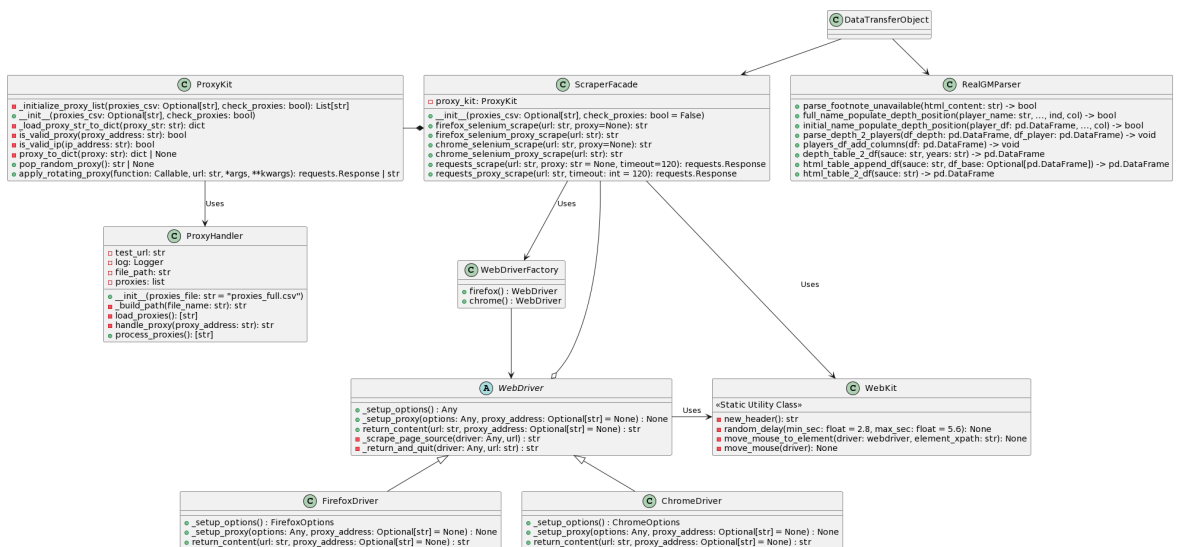 C DataTransferObject
C ProxyKit
_initialize_proxy_list(proxies_csv: Optional[str], check_proxies: bool): List[str]
__init__(proxies_csv: Optional[str], check_proxies: bool)
_load_proxy_str_to_dict(proxy_str: str): dict
is_valid_proxy(proxy_address: str): bool
is_valid_ip(ip_address: str): bool
proxy_to_dict(proxy: str): dict | None
pop_random_proxy(): str | None
apply_rotating_proxy(function: Callable, url: str, *args, **kwargs): requests.Response | str
C ScraperFacade
proxy_kit: ProxyKit
__init__(proxies_csv: Optional[str], check_proxies: bool = False)
firefox_selenium_scrape(url: str, proxy=None): str
firefox_selenium_proxy_scrape(url: str): str
chrome_selenium_scrape(url: str, proxy=None): str
chrome_selenium_proxy_scrape(url: str): str
requests_scrape(url: str, proxy: str = None, timeout=120): requests.Response
requests_proxy_scrape(url: str, timeout: int = 120): requests.Response
C RealGMParser
parse_footnote_unavailable(html_content: str) -> bool
full_name_populate_depth_position(player_name: str, ..., ind, col) -> bool
initial_name_populate_depth_position(player_df: pd.DataFrame, ..., col) -> bool
parse_depth_2_players(df_depth: pd.DataFrame, df_player: pd.DataFrame) -> void
players_df_add_columns(df: pd.DataFrame) -> void
depth_table_2_df(sauce: str, years: str) -> pd.DataFrame
html_table_append_df(sauce: str, df_base: Optional[pd.DataFrame]) -> pd.DataFrame
html_table_2_df(sauce: str) -> pd.DataFrame
Uses
Uses
Uses
C ProxyHandler
test_url: str
log: Logger
file_path: str
proxies: list
__init__(proxies_file: str = "proxies_full.csv")
_build_path(file_name: str): str
load_proxies(): [str]
handle_proxy(proxy_address: str): str
process_proxies(): [str]
C WebDriverFactory
firefox() : WebDriver
chrome() : WebDriver
A WebDriver
_setup_options() : Any
_setup_proxy(options: Any, proxy_address: Optional[str] = None) : None
return_content(url: str, proxy_address: Optional[str] = None) : str
_scrape_page_source(driver: Any, url) : str
_return_and_quit(driver: Any, url: str) : str
Uses
C WebKit
«Static Utility Class»
new_header(): str
random_delay(min_sec: float = 2.8, max_sec: float = 5.6): None
move_mouse_to_element(driver: webdriver, element_xpath: str): None
move_mouse(driver): None
C FirefoxDriver
_setup_options() : FirefoxOptions
_setup_proxy(options: Any, proxy_address: Optional[str] = None) : None
return_content(url: str, proxy_address: Optional[str] = None) : str
C ChromeDriver
_setup_options() : ChromeOptions
_setup_proxy(options: Any, proxy_address: Optional[str] = None) : None
return_content(url: str, proxy_address: Optional[str] = None) : str